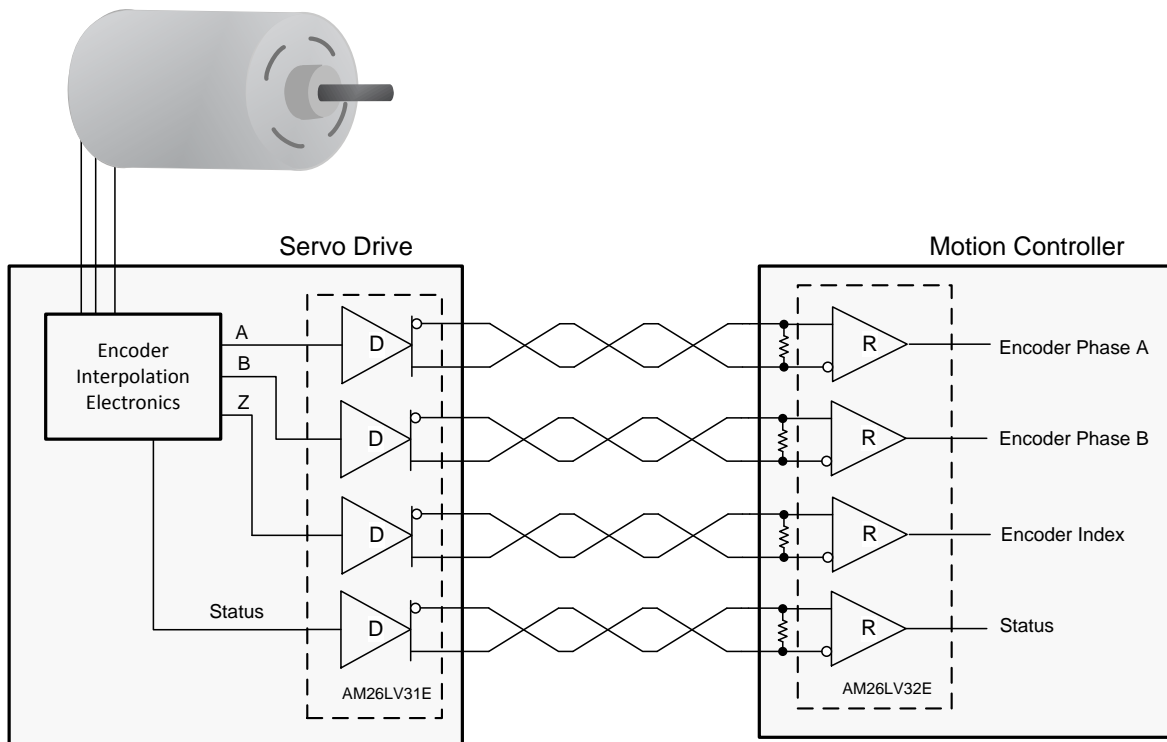 Servo Drive
Motion Controller
Encoder
Interpolation
Electronics
A
B
Z
Status
D
D
D
D
AM26LV31E
R
R
R
R
AM26LV32E
Encoder Phase A
Encoder Phase B
Encoder Index
Status